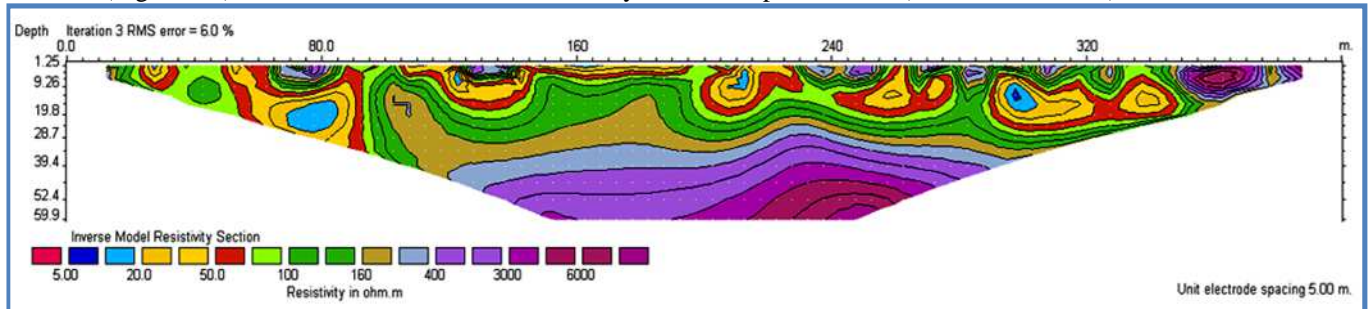 Depth Iteration 3 RMS error = 6.0 %
0.0 80.0 160 240 320 m.
1.25
9.26
19.8
28.7
39.4
52.4
59.9
Inverse Model Resistivity Section
5.00 20.0 50.0 100 160 400 3000 6000
Resistivity in ohm.m
Unit electrode spacing 5.00 m.